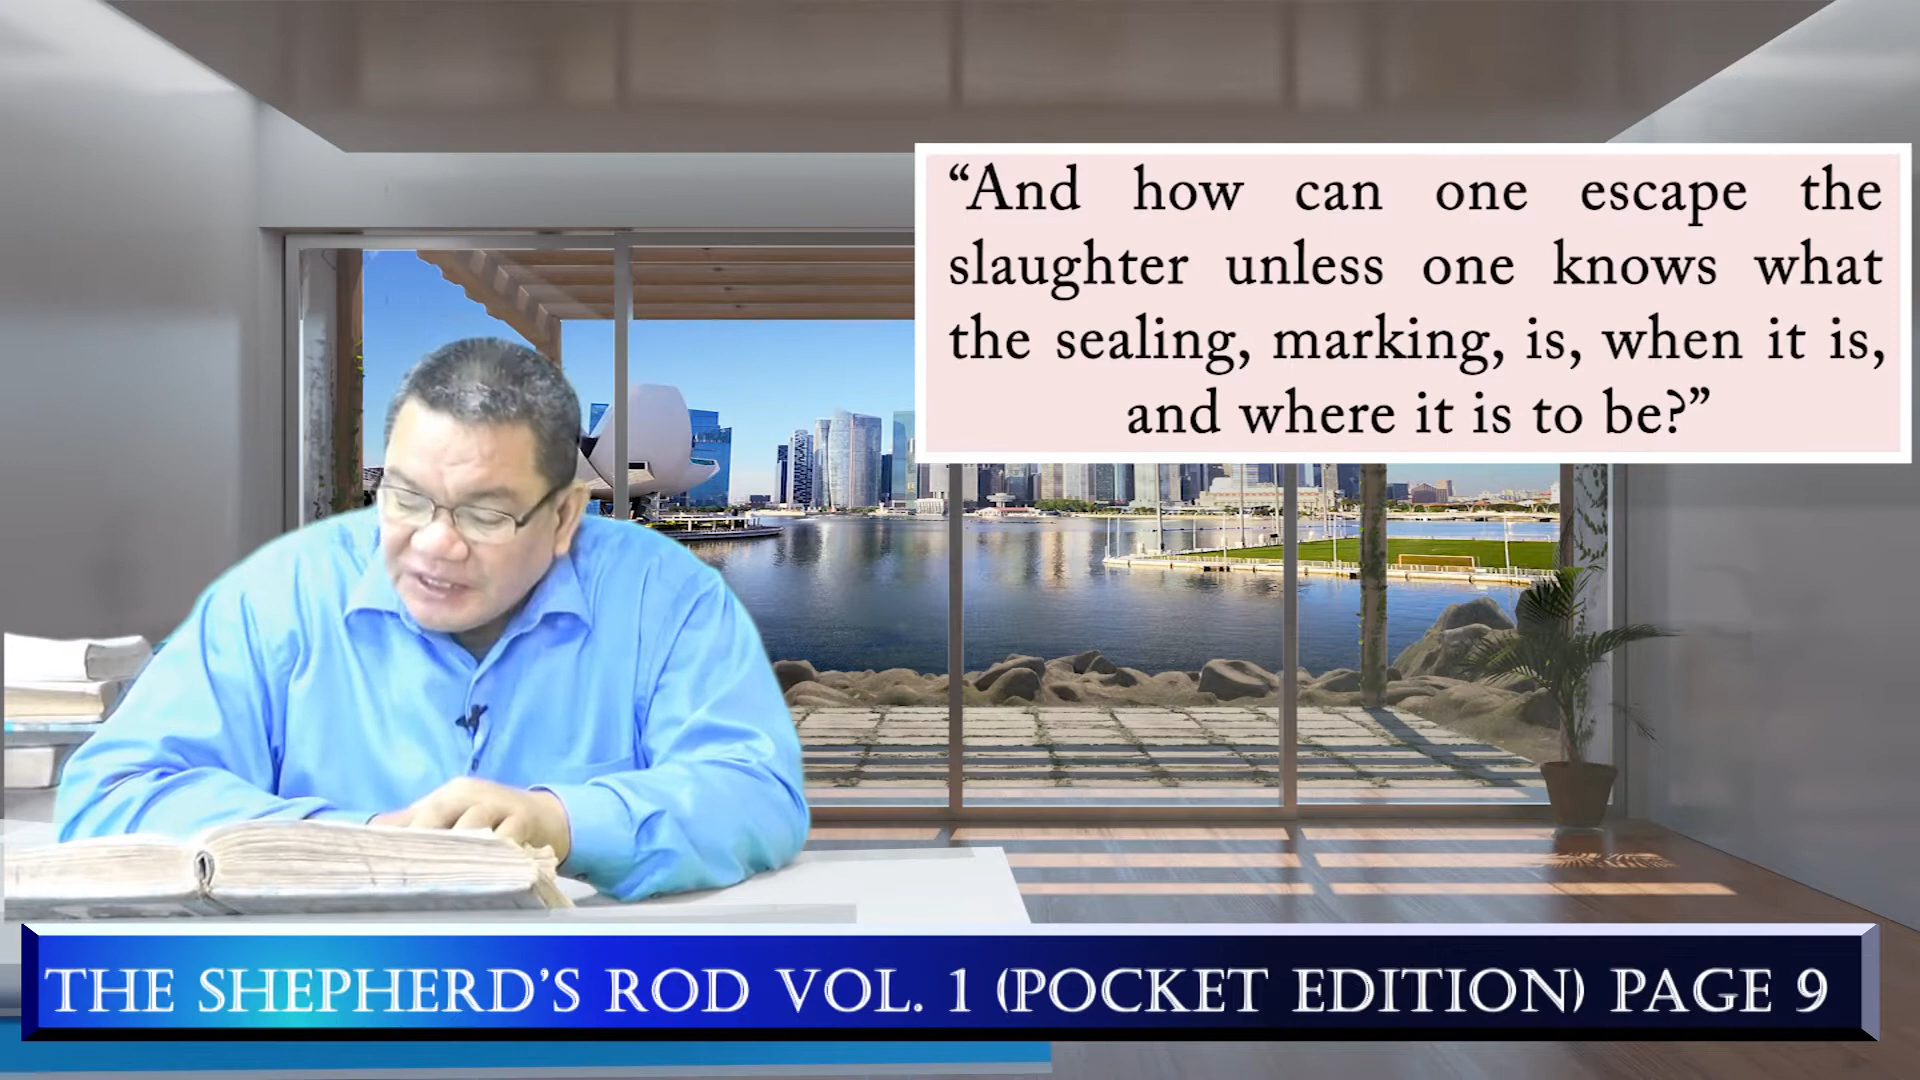 “And how can one escape the
slaughter unless one knows what
the sealing, marking, is, when it is,
and where it is to be?”
THE SHEPHERD’S ROD VOL. 1 (POCKET EDITION) PAGE 9